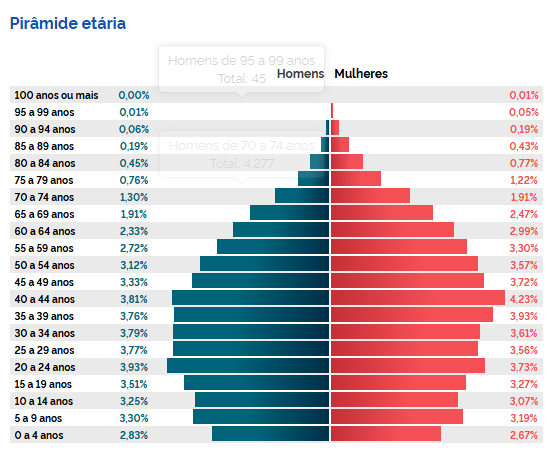 Pirâmide etária
Homens de 95 a 99 anos
Total: 45
Homens Mulheres
100 anos ou mais 0,00% 0,01%
95 a 99 anos 0,01% 0,05%
90 a 94 anos 0,06% 0,19%
85 a 89 anos 0,19% 0,43%
Homens de 70 a 74 anos
80 a 84 anos 0,45% 0,77%
Total: 4.277
75 a 79 anos 0,76% 1,22%
70 a 74 anos 1,30% 1,91%
65 a 69 anos 1,91% 2,47%
60 a 64 anos 2,33% 2,99%
55 a 59 anos 2,72% 3,30%
50 a 54 anos 3,12% 3,57%
45 a 49 anos 3,33% 3,72%
40 a 44 anos 3,81% 4,23%
35 a 39 anos 3,76% 3,93%
30 a 34 anos 3,79% 3,61%
25 a 29 anos 3,77% 3,56%
20 a 24 anos 3,93% 3,73%
15 a 19 anos 3,51% 3,27%
10 a 14 anos 3,25% 3,07%
5 a 9 anos 3,30% 3,19%
0 a 4 anos 2,83% 2,67%